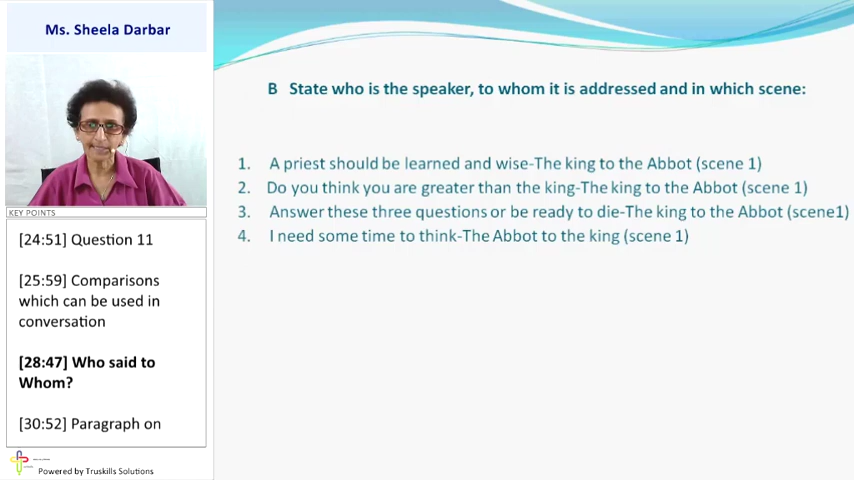 Ms. Sheela Darbar
B State who is the speaker, to whom it is addressed and in which scene:
1. A priest should be learned and wise-The king to the Abbot (scene 1)
2. Do you think you are greater than the king-The king to the Abbot (scene 1)
3. Answer these three questions or be ready to die-The king to the Abbot (scene1)
4. I need some time to think-The Abbot to the king (scene 1)
KEY POINTS
[24:51] Question 11
[25:59] Comparisons
which can be used in
conversation
[28:47] Who said to
Whom?
[30:52] Paragraph on
Powered by Truskills Solutions